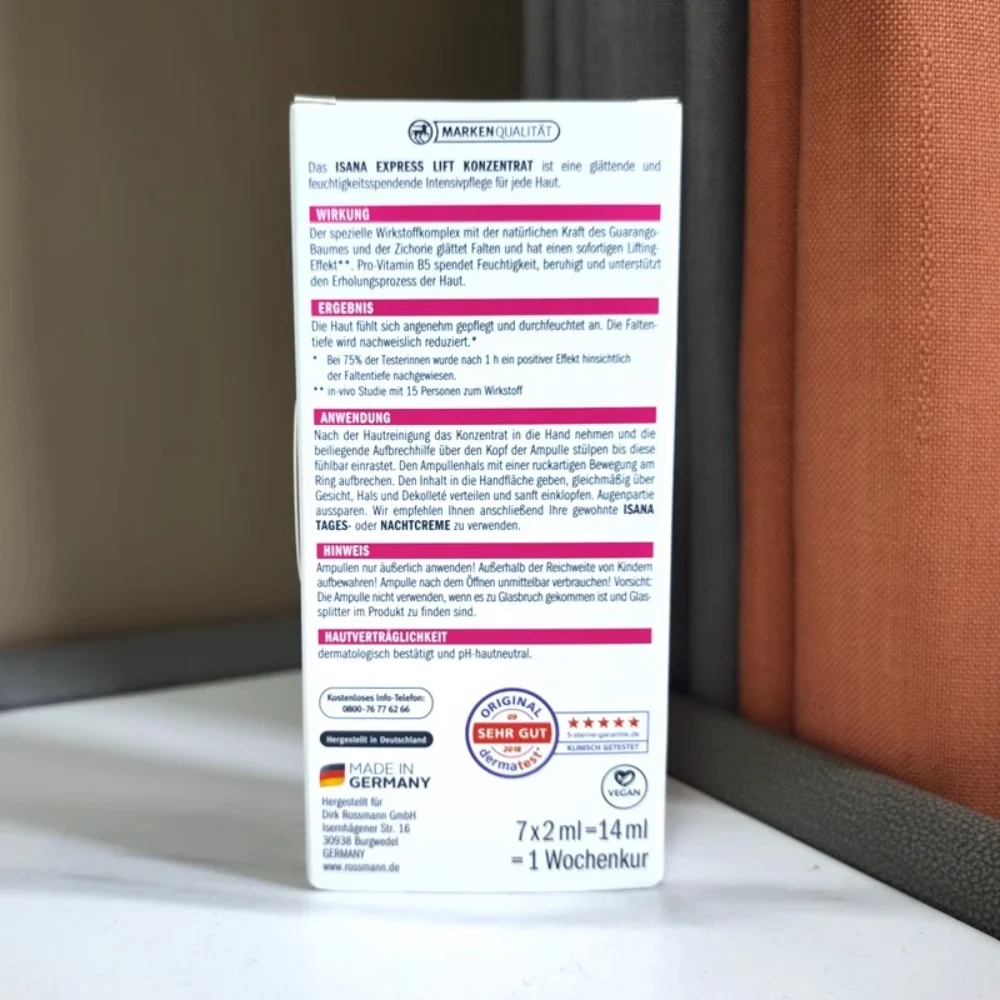 MARKENQUALITÄT
Das ISANA EXPRESS LIFT KONZENTRAT ist eine glättende und
feuchtigkeitsspendende Intensivpflege für jede Haut.
WIRKUNG
Der spezielle Wirkstoffkomplex mit der natürlichen Kraft des Guarango-
Baumes und der Zichorie glättet Falten und hat einen sofortigen Lifting-
Effekt**. Pro-Vitamin B5 spendet Feuchtigkeit, beruhigt und unterstützt
den Erholungsprozess der Haut.
ERGEBNIS
Die Haut fühlt sich angenehm gepflegt und durchfeuchtet an. Die Falten-
tiefe wird nachweislich reduziert.*
* Bei 75% der Testerinnen wurde nach 1 h ein positiver Effekt hinsichtlich
der Faltentiefe nachgewiesen.
** in-vivo Studie mit 15 Personen zum Wirkstoff
ANWENDUNG
Nach der Hautreinigung das Konzentrat in die Hand nehmen und die
beiliegende Aufbrechhilfe über den Kopf der Ampulle stülpen bis diese
fühlbar einrastet. Den Ampullenhals mit einer ruckartigen Bewegung am
Ring aufbrechen. Den Inhalt in die Handfläche geben, gleichmäßig über
Gesicht, Hals und Dekolleté verteilen und sanft einklopfen. Augenpartie
aussparen. Wir empfehlen Ihnen anschließend Ihre gewohnte ISANA
TAGES- oder NACHTCREME zu verwenden.
HINWEIS
Ampullen nur äußerlich anwenden! Außerhalb der Reichweite von Kindern
aufbewahren! Ampulle nach dem Öffnen unmittelbar verbrauchen! Vorsicht:
Die Ampulle nicht verwenden, wenn es zu Glasbruch gekommen ist und Glas-
splitter im Produkt zu finden sind.
HAUTVERTRÄGLICHKEIT
dermatologisch bestätigt und pH-hautneutral.
Kostenloses Info-Telefon:
0800-76 77 62 66
Hergestellt in Deutschland
MADE IN
GERMANY
Hergestellt für
Dirk Rossmann GmbH
Isernhägener Str. 16
30938 Burgwedel
GERMANY
www.rossmann.de
ORIGINAL
09
SEHR GUT
2018
dermatest
5-sterne-garantie.de
KLINISCH GETESTET
VEGAN
7 x 2 ml = 14 ml
= 1 Wochenkur